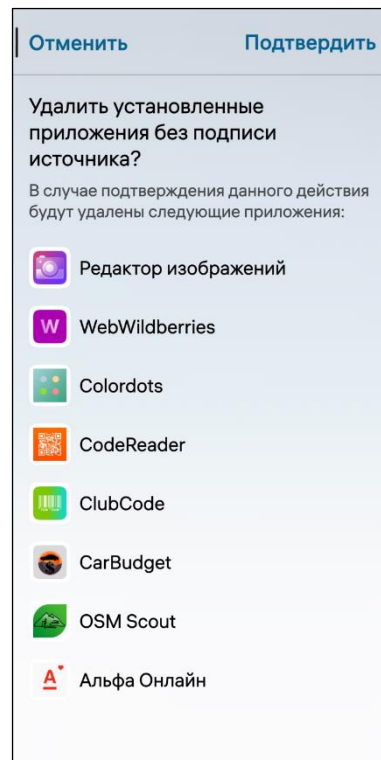 Отменить Подтвердить
Удалить установленные
приложения без подписи
источника?
В случае подтверждения данного действия
будут удалены следующие приложения:
Редактор изображений
W WebWildberries
Colordots
CodeReader
ClubCode
CarBudget
OSM Scout
А Альфа Онлайн